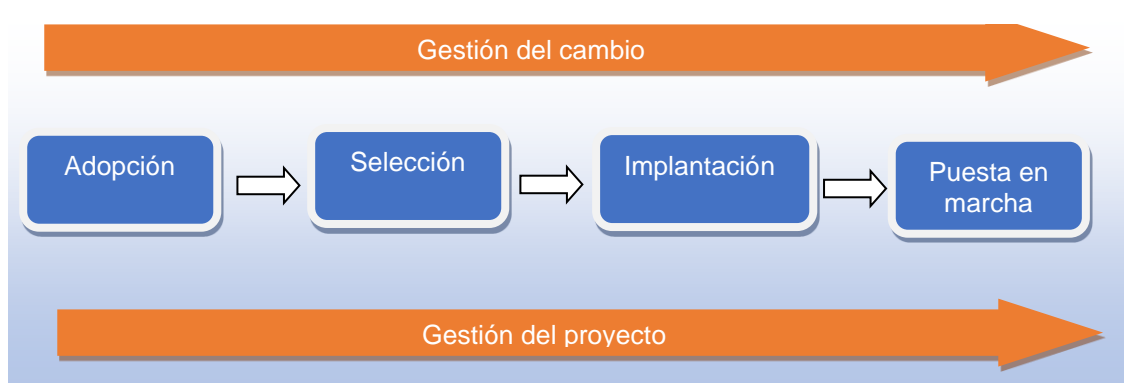 Gestión del cambio
Adopción
Selección
Implantación
Puesta en
marcha
Gestión del proyecto